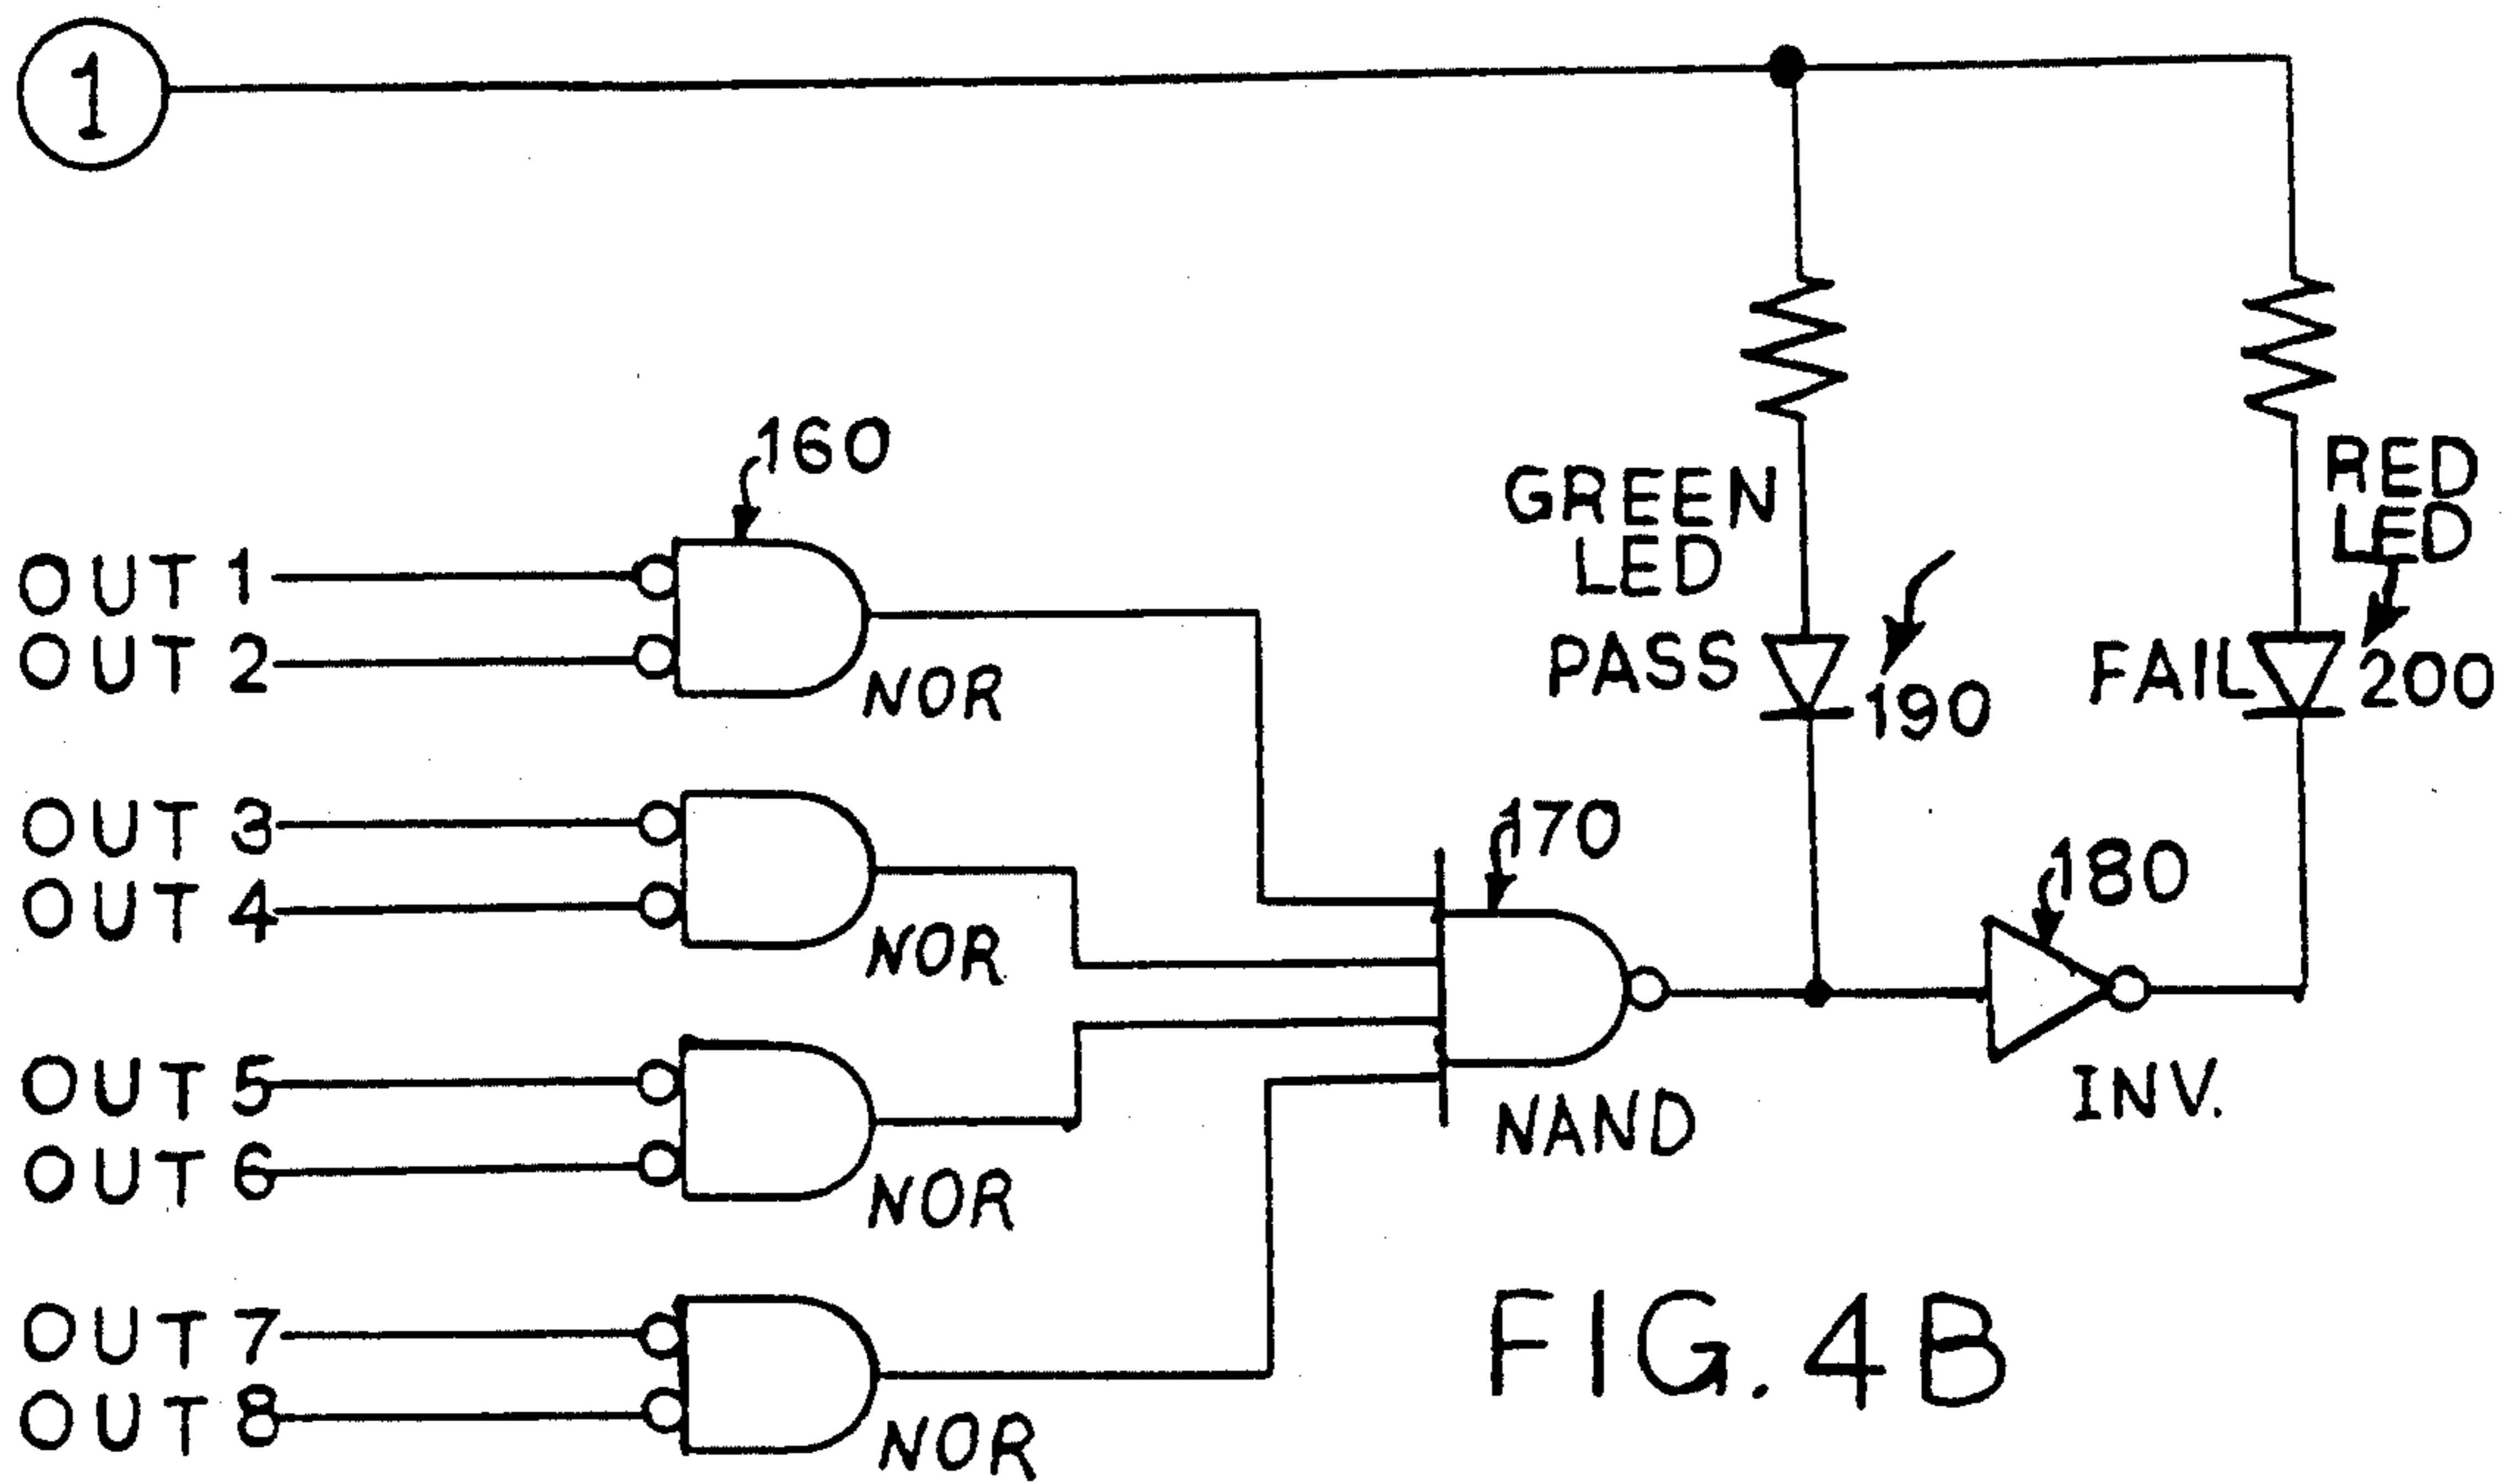 1
160
GREEN
LED
PASS
190
RED
LED
FAIL
200
OUT 1
OUT 2
NOR
OUT 3
OUT 4
NOR
170
180
NAND
INV.
OUT 5
OUT 6
NOR
OUT 7
OUT 8
NOR
FIG. 4B